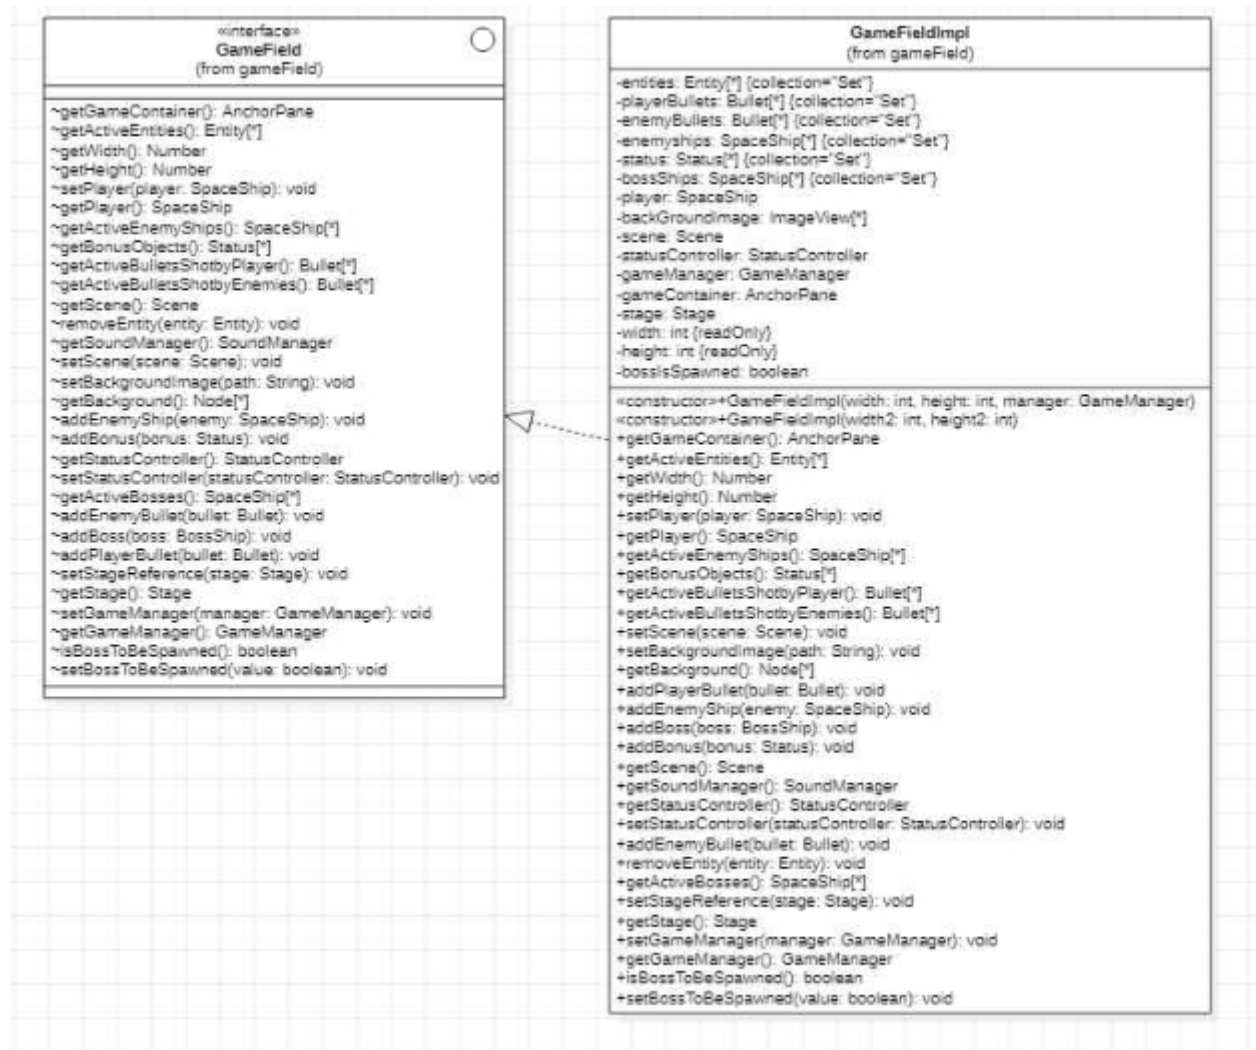 «interface»
GameField
(from gameField)
~getGameContainer(): AnchorPane
~getActiveEntities(): Entity[*]
~getWidth(): Number
~getHeight(): Number
~setPlayer(player: SpaceShip): void
~getPlayer(): SpaceShip
~getActiveEnemyShips(): SpaceShip[*]
~getBonusObjects(): Status[*]
~getActiveBulletsShotbyPlayer(): Bullet[*]
~getActiveBulletsShotbyEnemies(): Bullet[*]
~getScene(): Scene
~removeEntity(entity: Entity): void
~getSoundManager(): SoundManager
~setScene(scene: Scene): void
~setBackgroundImage(path: String): void
~getBackground(): Node[*]
~addEnemyShip(enemy: SpaceShip): void
~addBonus(bonus: Status): void
~getStatusController(): StatusController
~setStatusController(statusController: StatusController): void
~getActiveBosses(): SpaceShip[*]
~addEnemyBullet(bullet: Bullet): void
~addBoss(boss: BossShip): void
~addPlayerBullet(bullet: Bullet): void
~setStageReference(stage: Stage): void
~getStage(): Stage
~setGameManager(manager: GameManager): void
~getGameManager(): GameManager
~isBossToBeSpawned(): boolean
~setBossToBeSpawned(value: boolean): void
GameFieldImpl
(from gameField)
-entities: Entity[*] {collection="Set"}
-playerBullets: Bullet[*] {collection="Set"}
-enemyBullets: Bullet[*] {collection="Set"}
-enemyships: SpaceShip[*] {collection="Set"}
-status: Status[*] {collection="Set"}
-bossShips: SpaceShip[*] {collection="Set"}
-player: SpaceShip
-backGroundImage: ImageView[*]
-scene: Scene
-statusController: StatusController
-gameManager: GameManager
-gameContainer: AnchorPane
-stage: Stage
-width: int {readOnly}
-height: int {readOnly}
-bossIsSpawned: boolean
«constructor»+GameFieldImpl(width: int, height: int, manager: GameManager)
«constructor»+GameFieldImpl(width2: int, height2: int)
+getGameContainer(): AnchorPane
+getActiveEntities(): Entity[*]
+getWidth(): Number
+getHeight(): Number
+setPlayer(player: SpaceShip): void
+getPlayer(): SpaceShip
+getActiveEnemyShips(): SpaceShip[*]
+getBonusObjects(): Status[*]
+getActiveBulletsShotbyPlayer(): Bullet[*]
+getActiveBulletsShotbyEnemies(): Bullet[*]
+setScene(scene: Scene): void
+setBackgroundImage(path: String): void
+getBackground(): Node[*]
+addPlayerBullet(bullet: Bullet): void
+addEnemyShip(enemy: SpaceShip): void
+addBoss(boss: BossShip): void
+addBonus(bonus: Status): void
+getScene(): Scene
+getSoundManager(): SoundManager
+getStatusController(): StatusController
+setStatusController(statusController: StatusController): void
+addEnemyBullet(bullet: Bullet): void
+removeEntity(entity: Entity): void
+getActiveBosses(): SpaceShip[*]
+setStageReference(stage: Stage): void
+getStage(): Stage
+setGameManager(manager: GameManager): void
+getGameManager(): GameManager
+isBossToBeSpawned(): boolean
+setBossToBeSpawned(value: boolean): void